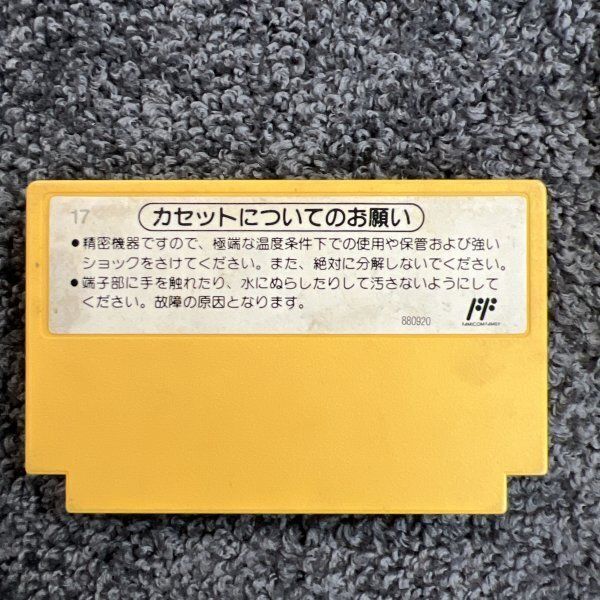 17
カセットについてのお願い
●精密機器ですので、極端な温度条件下での使用や保管および強い
ショックをさけてください。また、絶対に分解しないでください。
●端子部に手を触れたり、水にぬらしたりして汚さないようにして
ください。故障の原因となります。
880920
FAMICOM FAMILY